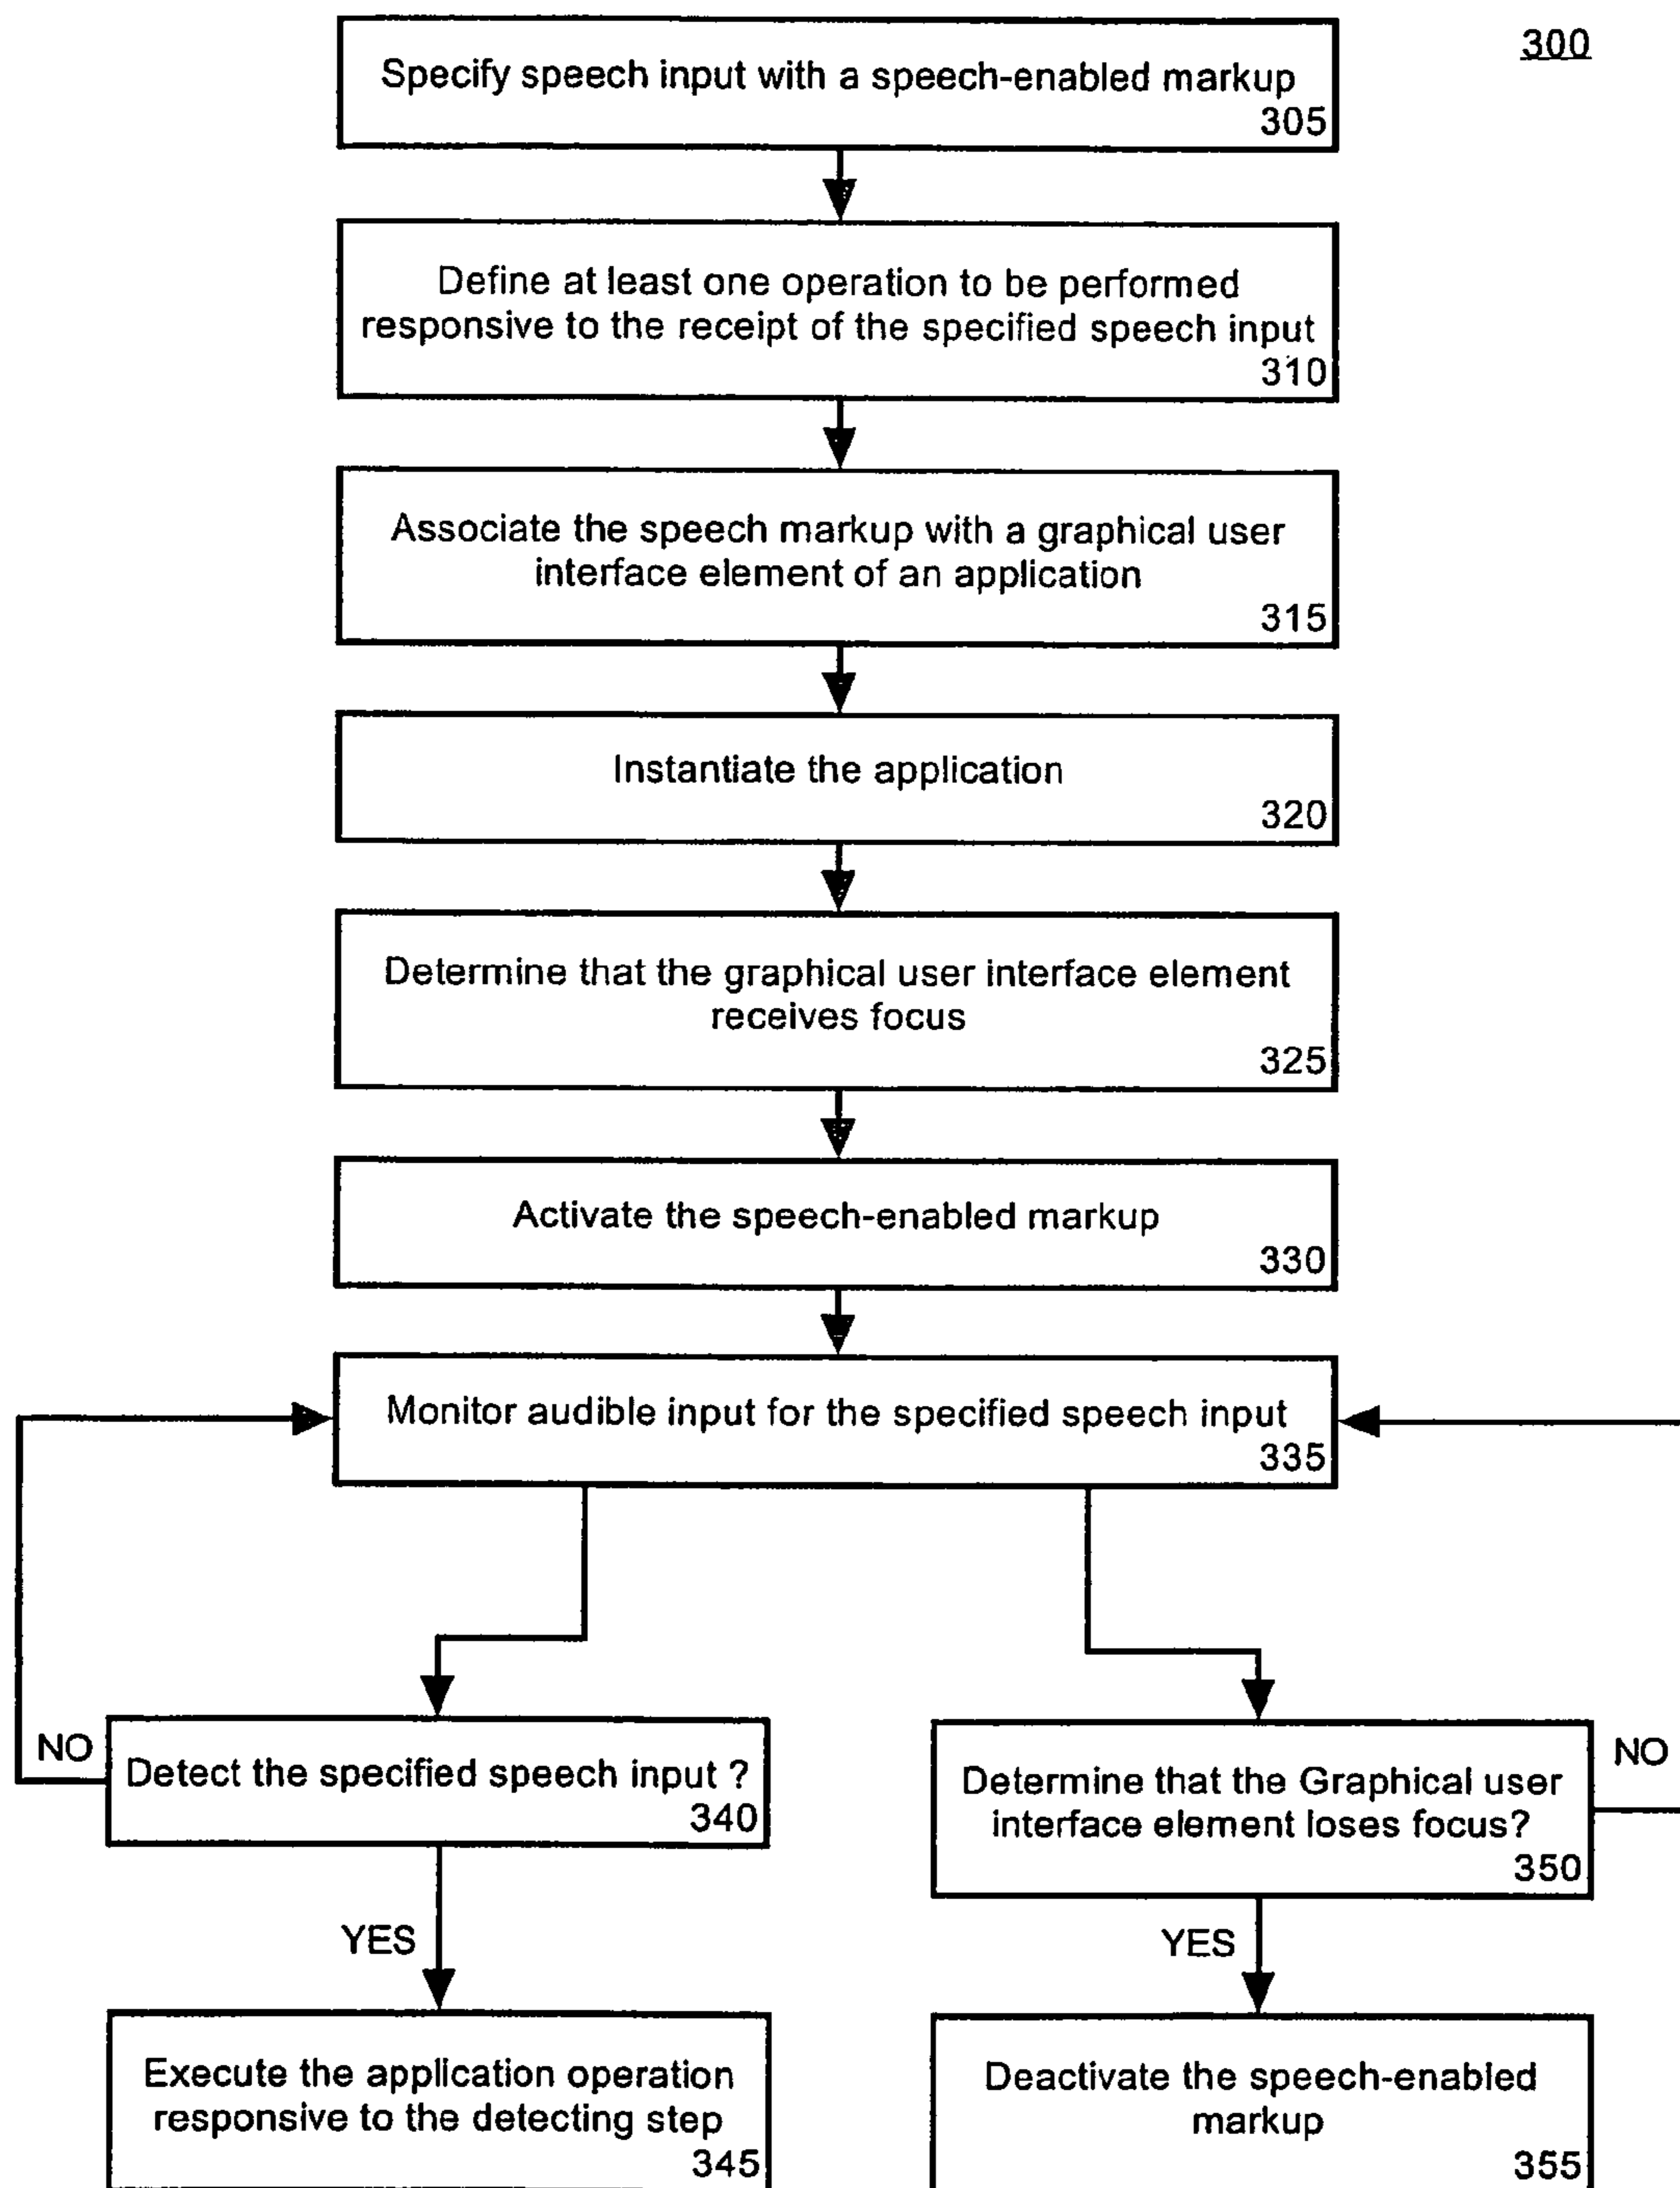 300
Specify speech input with a speech-enabled markup
305
Define at least one operation to be performed
responsive to the receipt of the specified speech input
310
Associate the speech markup with a graphical user
interface element of an application
315
Instantiate the application
320
Determine that the graphical user interface element
receives focus
325
Activate the speech-enabled markup
330
Monitor audible input for the specified speech input
335
NO
Detect the specified speech input ?
340
NO
Determine that the Graphical user
interface element loses focus?
350
YES
YES
Execute the application operation
responsive to the detecting step
345
Deactivate the speech-enabled
markup
355